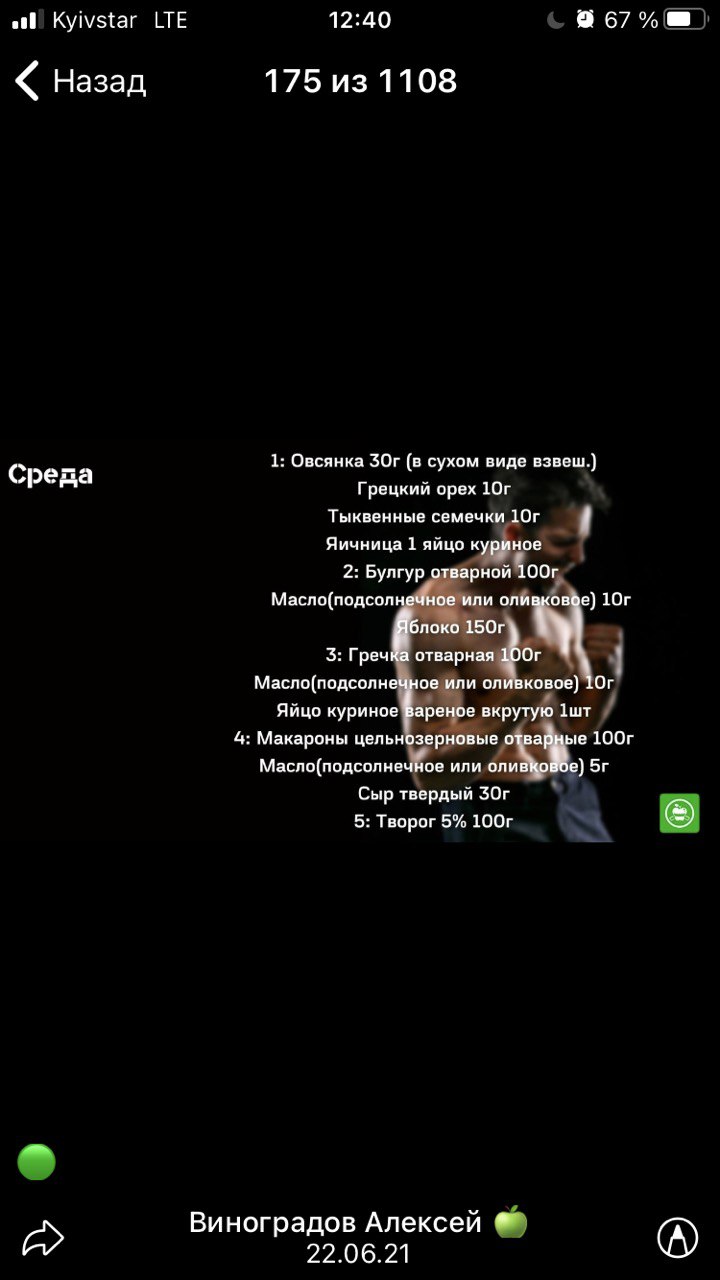 Kyivstar LTE 12:40 67 %
Назад 175 из 1108
Среда
1: Овсянка 30г (в сухом виде взвеш.)
Грецкий орех 10г
Тыквенные семечки 10г
Яичница 1 яйцо куриное
2: Булгур отварной 100г
Масло(подсолнечное или оливковое) 10г
Яблоко 150г
3: Гречка отварная 100г
Масло(подсолнечное или оливковое) 10г
Яйцо куриное вареное вкрутую 1шт
4: Макароны цельнозерновые отварные 100г
Масло(подсолнечное или оливковое) 5г
Сыр твердый 30г
5: Творог 5% 100г
Виноградов Алексей 🍏
22.06.21